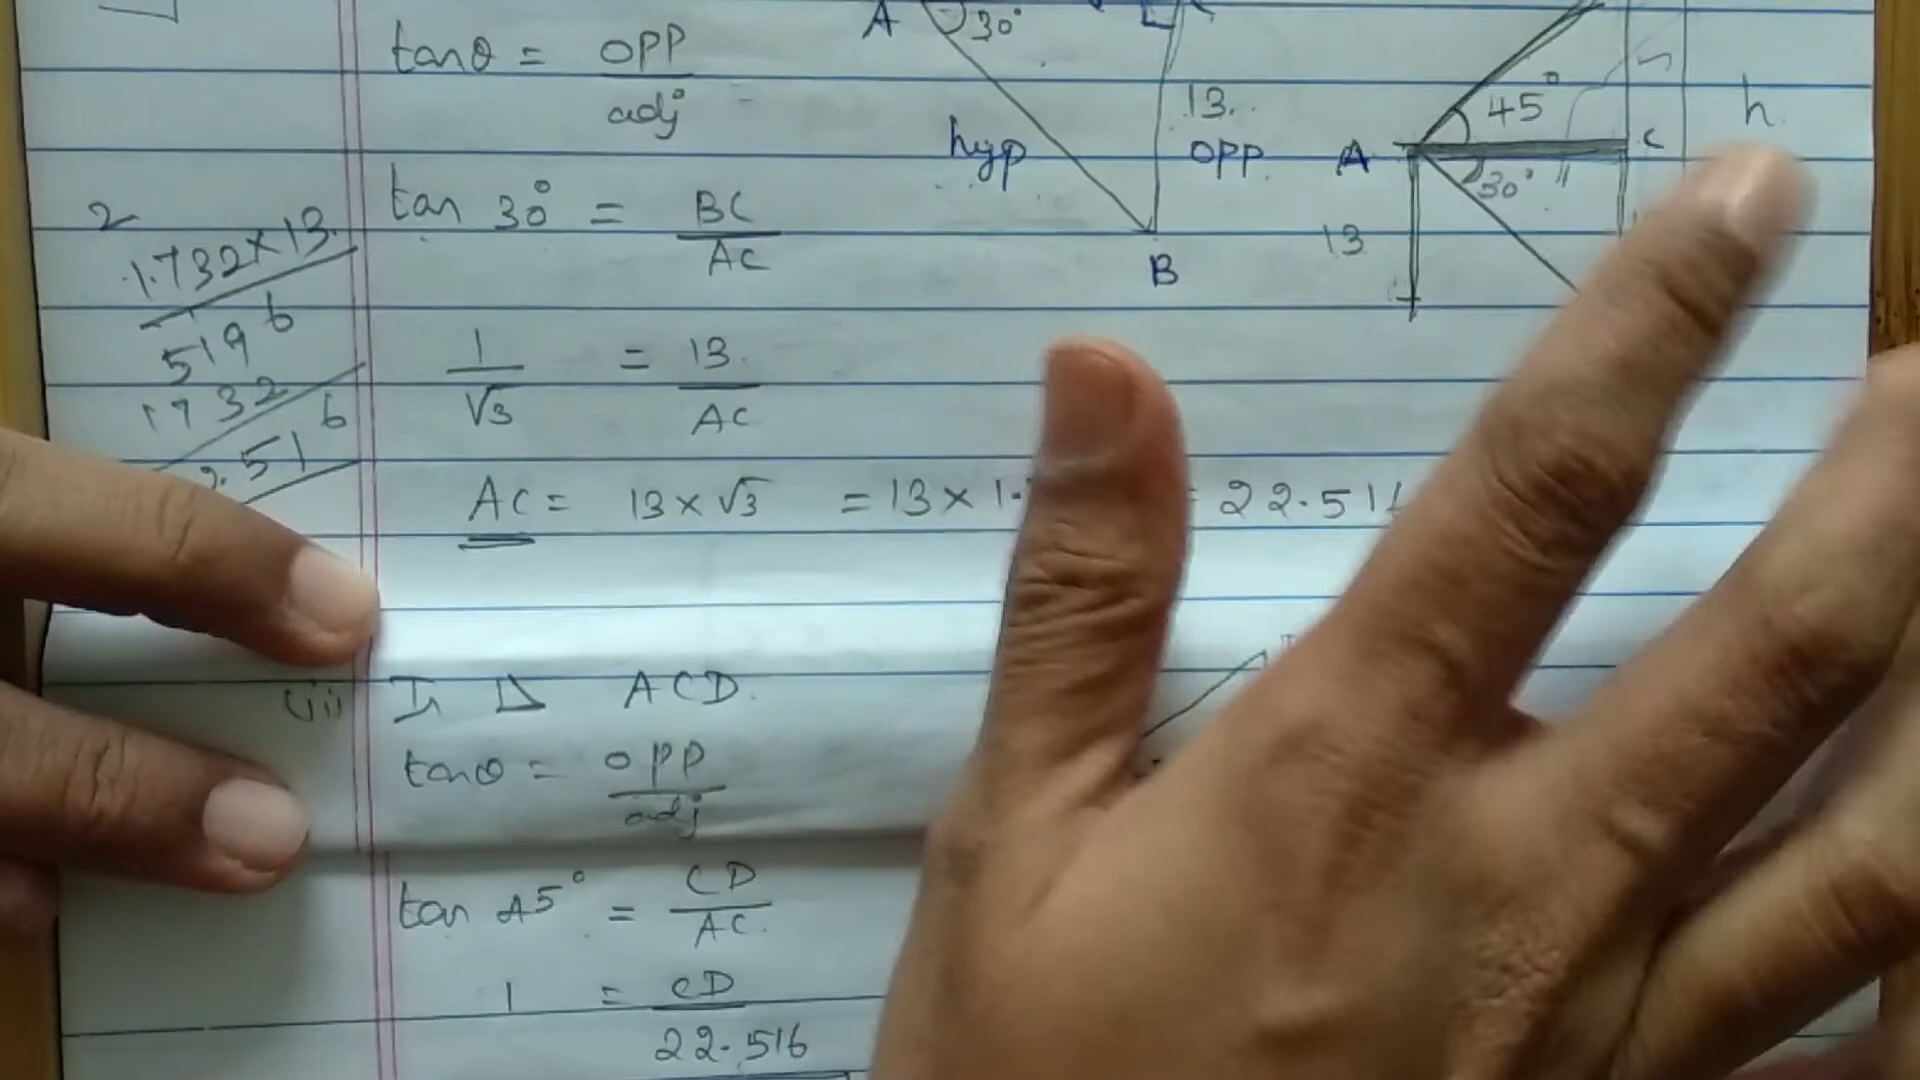 tanθ = opp
adj
tan 30° = BC
AC
1 = 13.
√3 AC
AC = 13 x √3 = 13 x 1. = 22.51
(ii) In Δ ACD.
tanθ = opp
adj
tan 45° = CD
AC.
1 = CD
22.516
2
1.732x13.
5196
1732
.516
A 30°
13.
hyp opp
B
45° h.
A C
30°
13